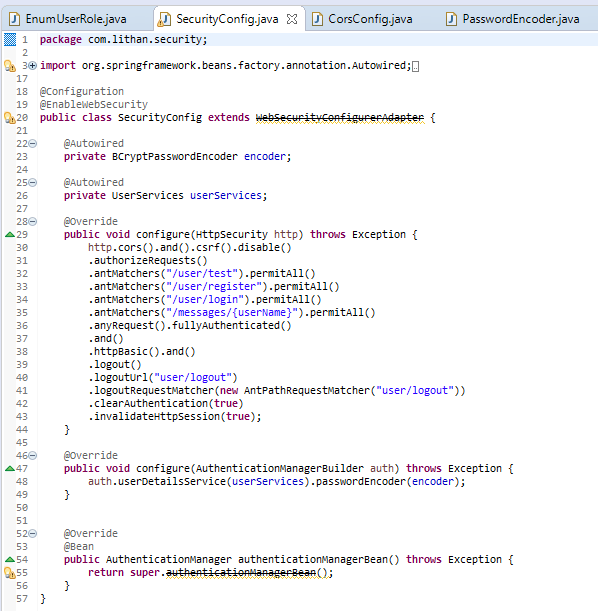 EnumUserRole.java SecurityConfig.java CorsConfig.java PasswordEncoder.java
1 package com.lithan.security;
2
3 import org.springframework.beans.factory.annotation.Autowired;
17
18 @Configuration
19 @EnableWebSecurity
20 public class SecurityConfig extends WebSecurityConfigurerAdapter {
21
22 @Autowired
23 private BCryptPasswordEncoder encoder;
24
25 @Autowired
26 private UserServices userServices;
27
28 @Override
29 public void configure(HttpSecurity http) throws Exception {
30 http.cors().and().csrf().disable()
31 .authorizeRequests()
32 .antMatchers("/user/test").permitAll()
33 .antMatchers("/user/register").permitAll()
34 .antMatchers("/user/login").permitAll()
35 .antMatchers("/messages/{userName}").permitAll()
36 .anyRequest().fullyAuthenticated()
37 .and()
38 .httpBasic().and()
39 .logout()
40 .logoutUrl("user/logout")
41 .logoutRequestMatcher(new AntPathRequestMatcher("user/logout"))
42 .clearAuthentication(true)
43 .invalidateHttpSession(true);
44 }
45
46 @Override
47 public void configure(AuthenticationManagerBuilder auth) throws Exception {
48 auth.userDetailsService(userServices).passwordEncoder(encoder);
49 }
50
51
52 @Override
53 @Bean
54 public AuthenticationManager authenticationManagerBean() throws Exception {
55 return super.authenticationManagerBean();
56 }
57 }